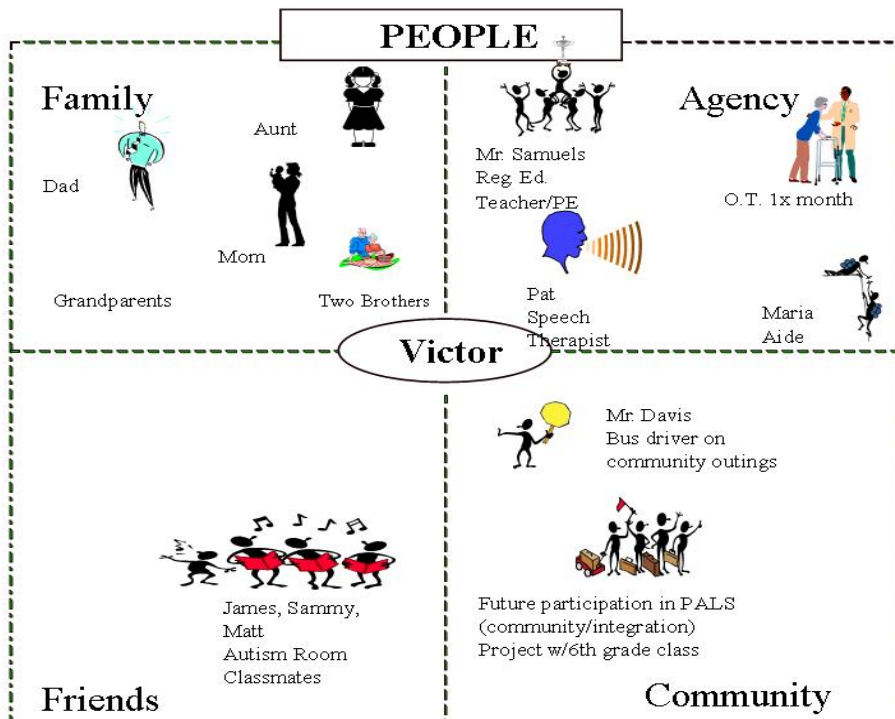 PEOPLE
Family
Aunt
Dad
Mom
Grandparents
Two Brothers
Agency
Mr. Samuels
Reg. Ed.
Teacher/PE
O.T. 1x month
Pat
Speech
Therapist
Maria
Aide
Victor
James, Sammy,
Matt
Autism Room
Classmates
Friends
Mr. Davis
Bus driver on
community outings
Future participation in PALS
(community/integration)
Project w/6th grade class
Community